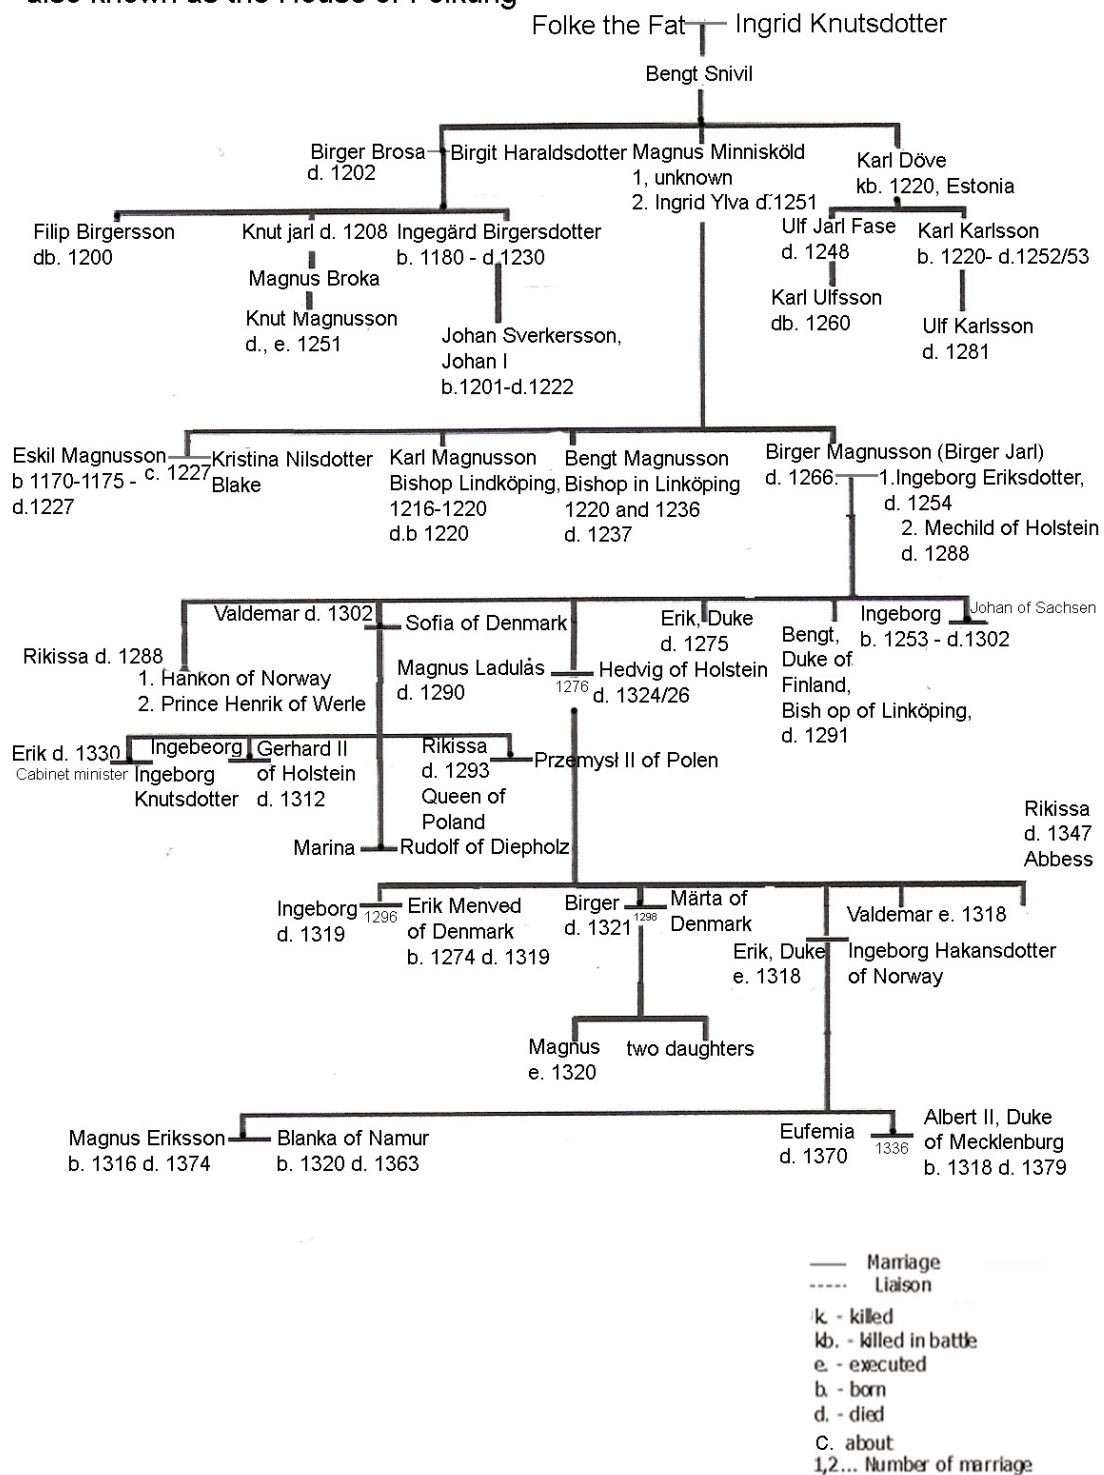 also known as the House of Folkung
Folke the Fat Ingrid Knutsdotter
Bengt Snivil
Birger Brosa
d. 1202
Birgit Haraldsdotter
Magnus Minnisköld
1, unknown
2. Ingrid Ylva d.1251
Karl Döve
kb. 1220, Estonia
Filip Birgersson
db. 1200
Knut jarl d. 1208
Magnus Broka
Knut Magnusson
d., e. 1251
Ingegärd Birgersdotter
b. 1180 - d.1230
Johan Sverkersson,
Johan I
b.1201-d.1222
Ulf Jarl Fase
d. 1248
Karl Ulfsson
db. 1260
Karl Karlsson
b. 1220- d.1252/53
Ulf Karlsson
d. 1281
Eskil Magnusson
b 1170-1175 -
d.1227
c. 1227
Kristina Nilsdotter
Blake
Karl Magnusson
Bishop Lindköping,
1216-1220
d.b 1220
Bengt Magnusson
Bishop in Linköping
1220 and 1236
d. 1237
Birger Magnusson (Birger Jarl)
d. 1266.
1.Ingeborg Eriksdotter,
d. 1254
2. Mechild of Holstein
d. 1288
Rikissa d. 1288
1. Hankon of Norway
2. Prince Henrik of Werle
Valdemar d. 1302
Sofia of Denmark
Magnus Ladulås
d. 1290
1276
Hedvig of Holstein
d. 1324/26
Erik, Duke
d. 1275
Bengt,
Duke of
Finland,
Bish op of Linköping,
d. 1291
Ingeborg
b. 1253 - d.1302
Johan of Sachsen
Erik d. 1330
Cabinet minister
Ingeborg
Knutsdotter
Ingebeorg
Gerhard II
of Holstein
d. 1312
Rikissa
d. 1293
Queen of
Poland
Przemysł II of Polen
Marina
Rudolf of Diepholz
Rikissa
d. 1347
Abbess
Ingeborg
d. 1319
1296
Erik Menved
of Denmark
b. 1274 d. 1319
Birger
d. 1321
1298
Märta of
Denmark
Erik, Duke
e. 1318
Ingeborg Hakansdotter
of Norway
Valdemar e. 1318
Magnus
e. 1320
two daughters
Magnus Eriksson
b. 1316 d. 1374
Blanka of Namur
b. 1320 d. 1363
Eufemia
d. 1370
1336
Albert II, Duke
of Mecklenburg
b. 1318 d. 1379
Marriage
Liaison
k. - killed
kb. - killed in battle
e. - executed
b. - born
d. - died
C. about
1,2... Number of marriage